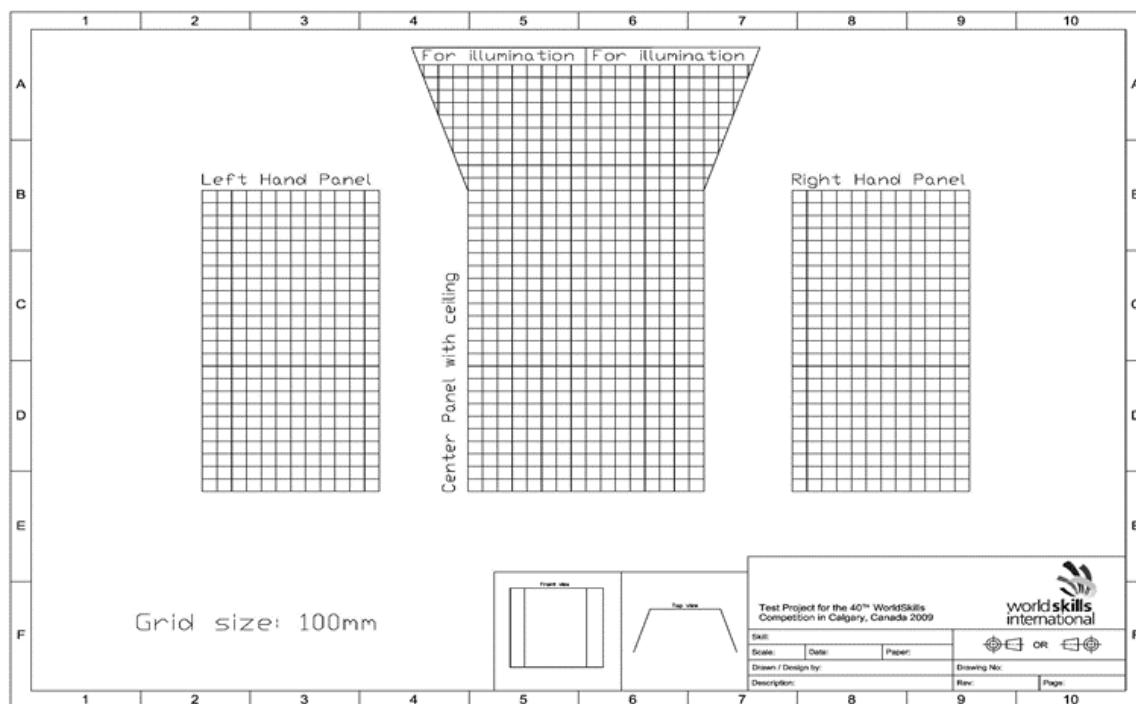 1 2 3 4 5 6 7 8 9 10
For illumination For illumination
A A
Left Hand Panel
Right Hand Panel
B B
Center Panel with ceiling
C C
D D
E E
Front view
Top view
Grid size: 100mm
F F
Test Project for the 40TH WorldSkills
Competition in Calgary, Canada 2009
worldskills
international
Skill:
OR
Scale: Date: Paper:
Drawn / Design by: Drawing No:
Description: Rev: Page:
1 2 3 4 5 6 7 8 9 10